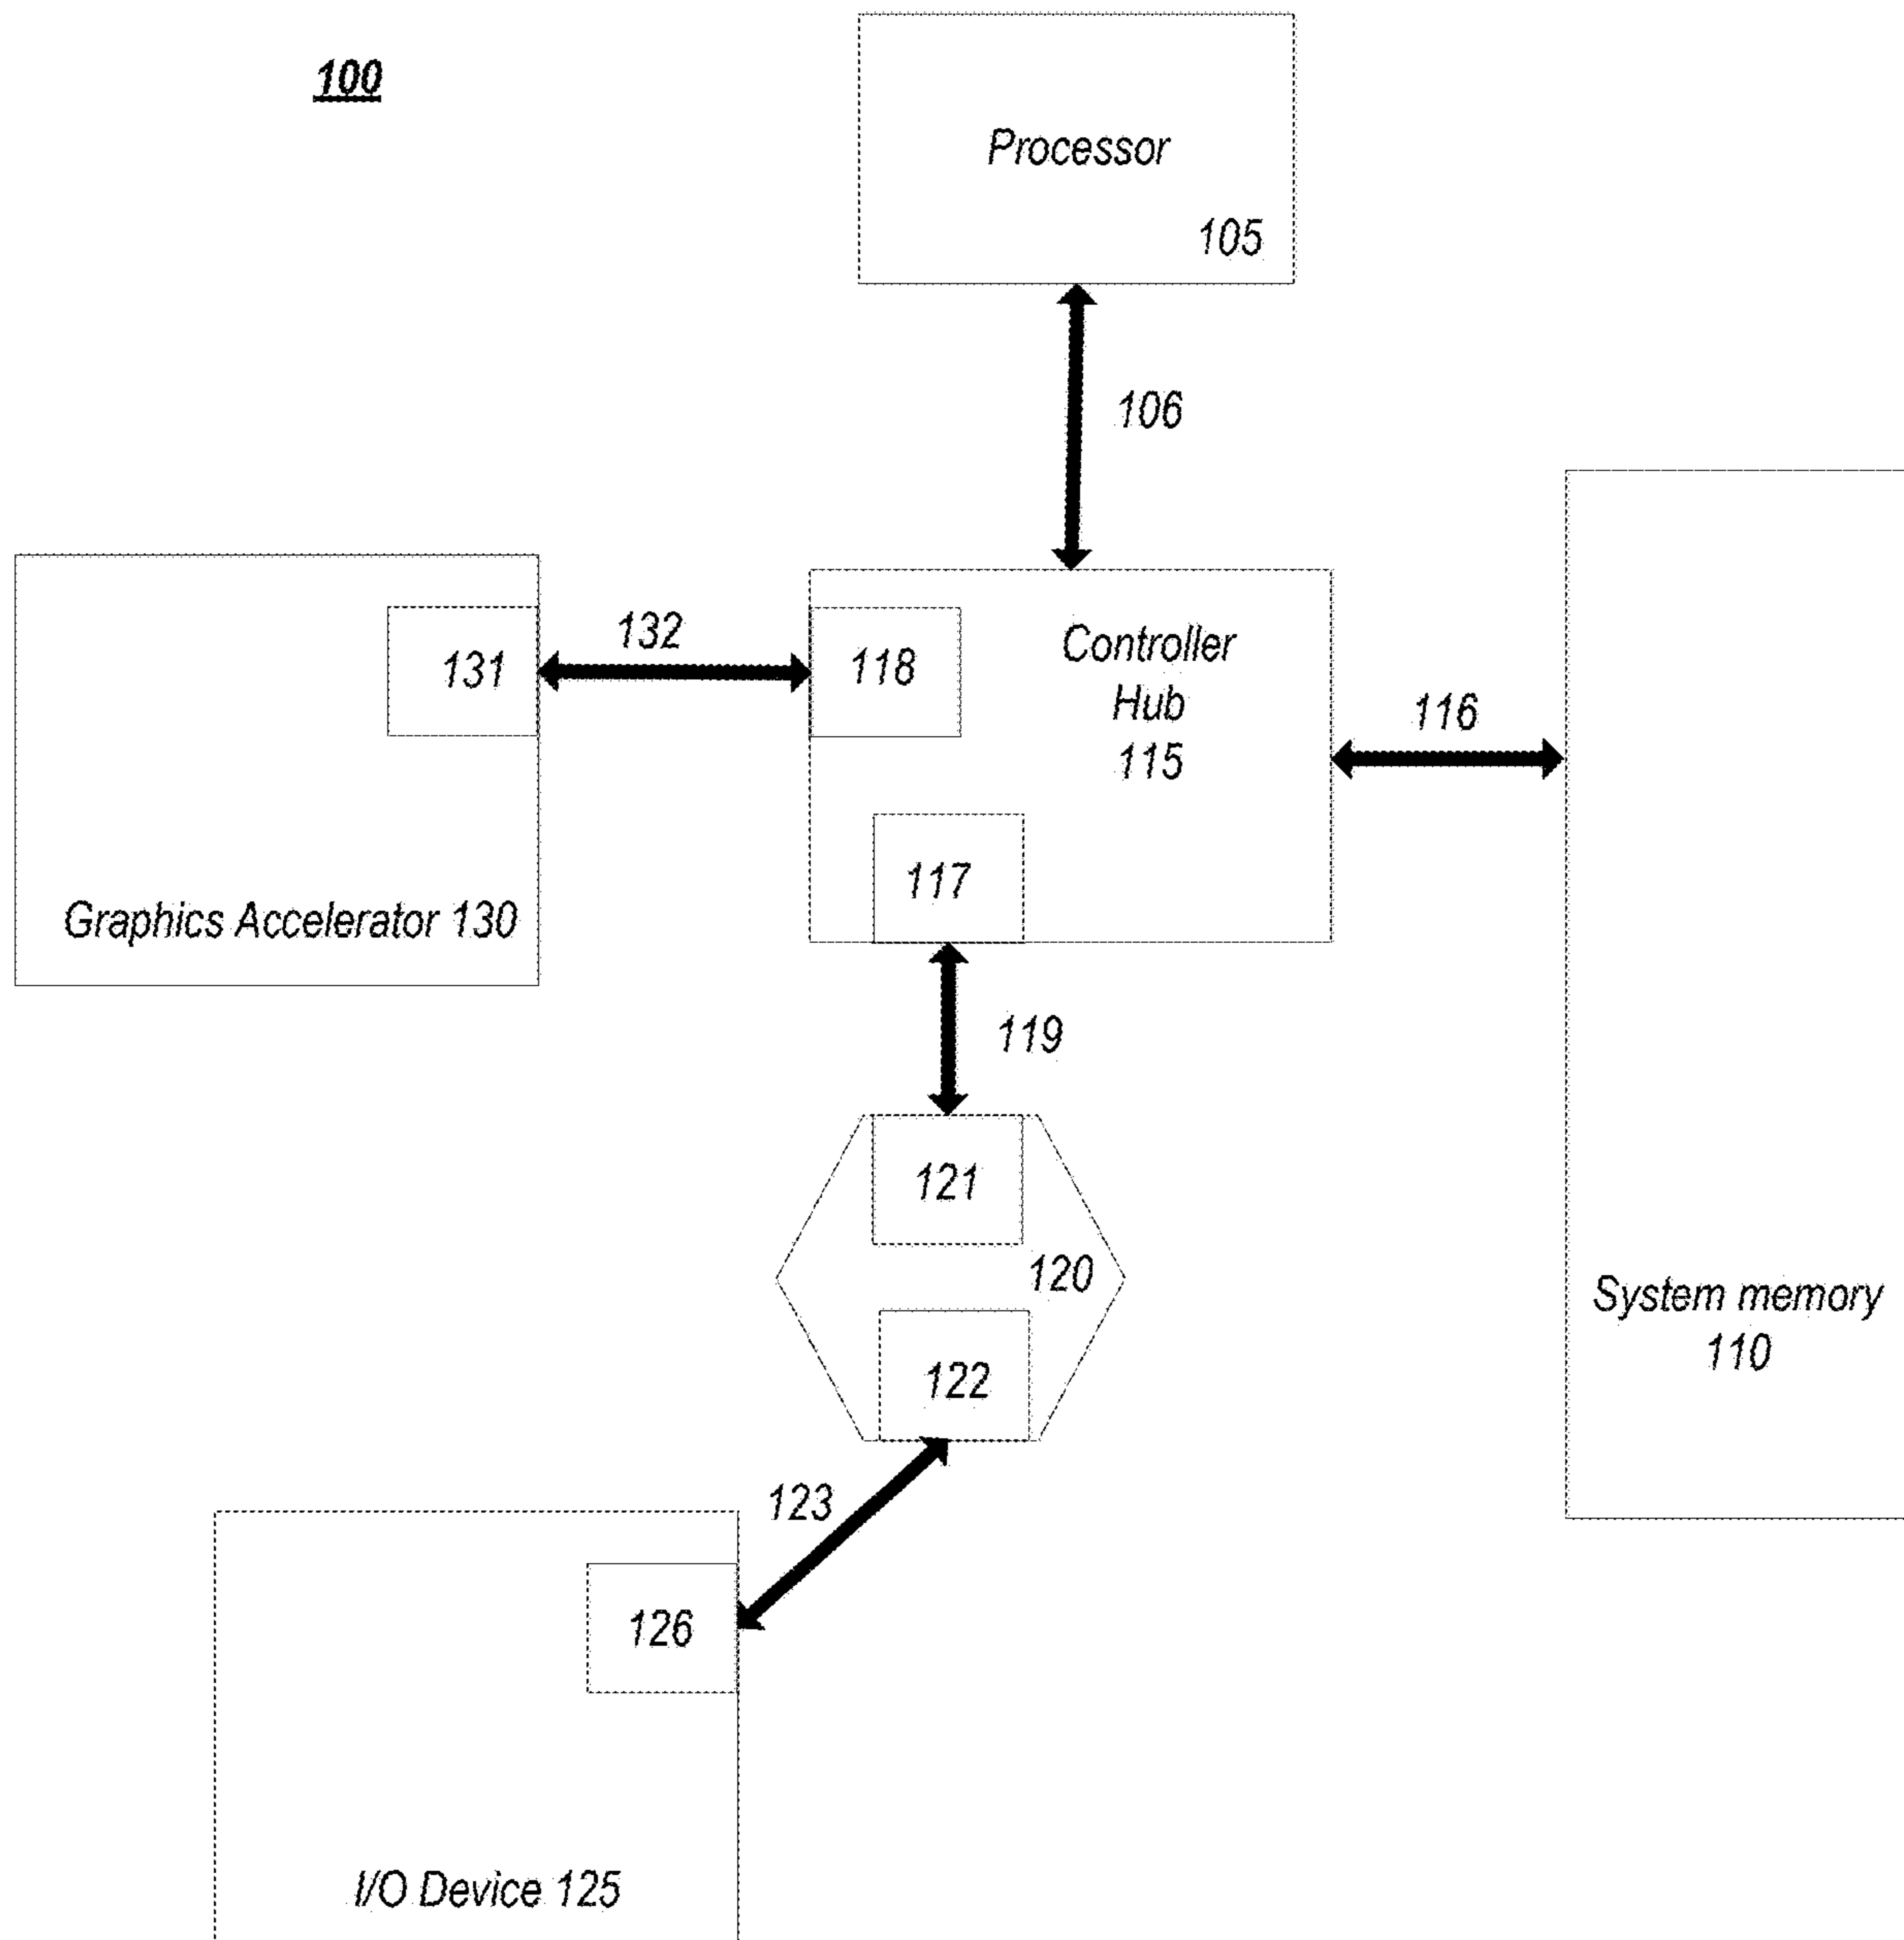 100
Processor
105
106
132
131
118
Controller
Hub
115
116
117
Graphics Accelerator 130
119
121
120
122
System memory
110
123
126
I/O Device 125